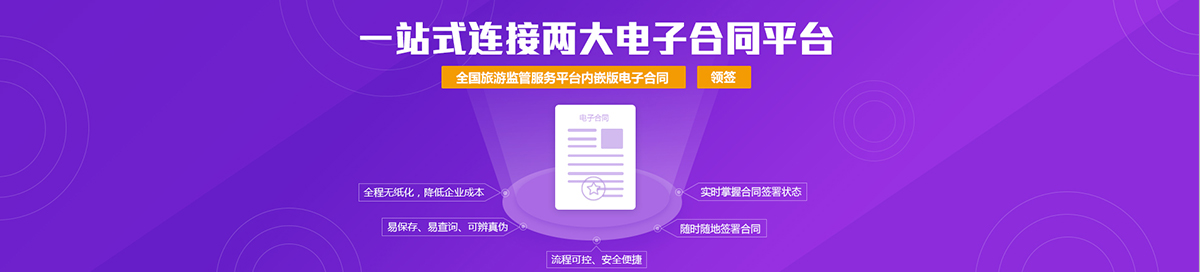 一站式连接两大电子合同平台
全国旅游监管服务平台内嵌版电子合同
领签
电子合同
全程无纸化，降低企业成本
实时掌握合同签署状态
易保存、易查询、可辨真伪
随时随地签署合同
流程可控、安全便捷